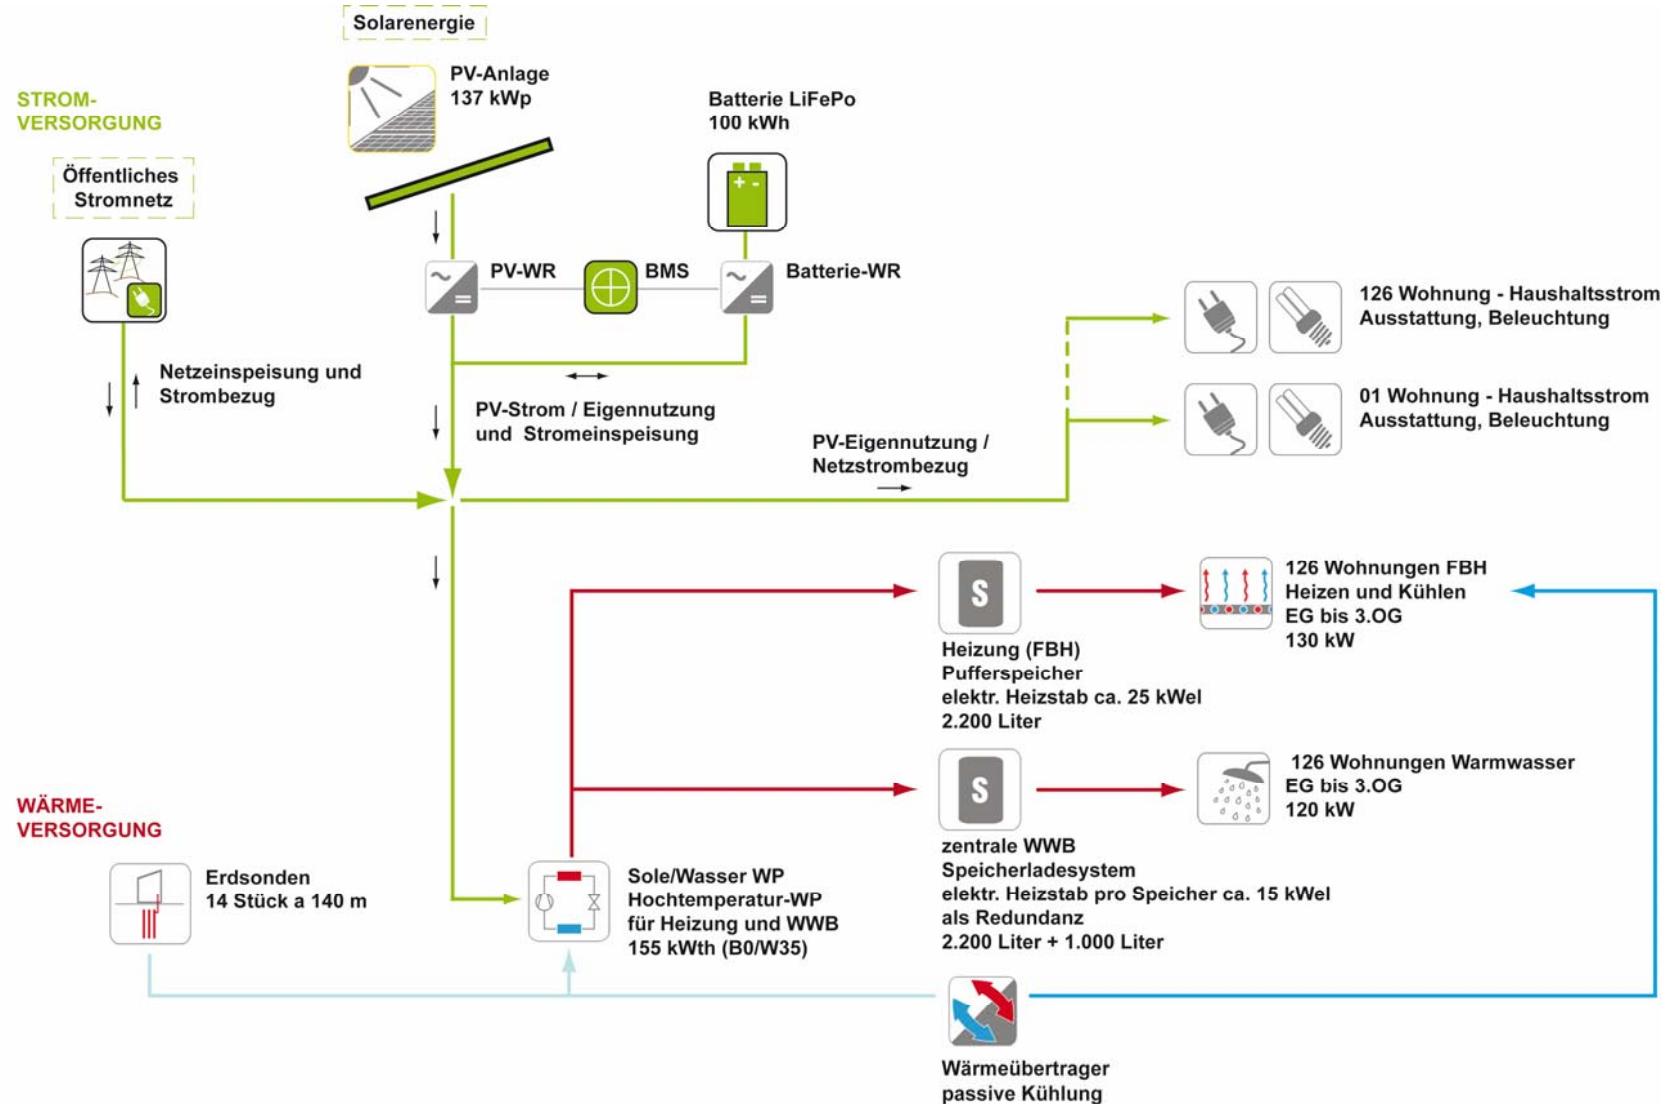 Solarenergie
PV-Anlage
137 kWp
STROM-
VERSORGUNG
Batterie LiFePo
100 kWh
Öffentliches
Stromnetz
+ -
PV-WR
BMS
Batterie-WR
126 Wohnung - Haushaltsstrom
Ausstattung, Beleuchtung
Netzeinspeisung und
Strombezug
PV-Strom / Eigennutzung
und Stromeinspeisung
01 Wohnung - Haushaltsstrom
Ausstattung, Beleuchtung
PV-Eigennutzung /
Netzstrombezug
S
Heizung (FBH)
Pufferspeicher
elektr. Heizstab ca. 25 kWel
2.200 Liter
126 Wohnungen FBH
Heizen und Kühlen
EG bis 3.OG
130 kW
S
zentrale WWB
Speicherladesystem
elektr. Heizstab pro Speicher ca. 15 kWel
als Redundanz
2.200 Liter + 1.000 Liter
126 Wohnungen Warmwasser
EG bis 3.OG
120 kW
WÄRME-
VERSORGUNG
Erdsonden
14 Stück a 140 m
Sole/Wasser WP
Hochtemperatur-WP
für Heizung und WWB
155 kWth (B0/W35)
Wärmeübertrager
passive Kühlung